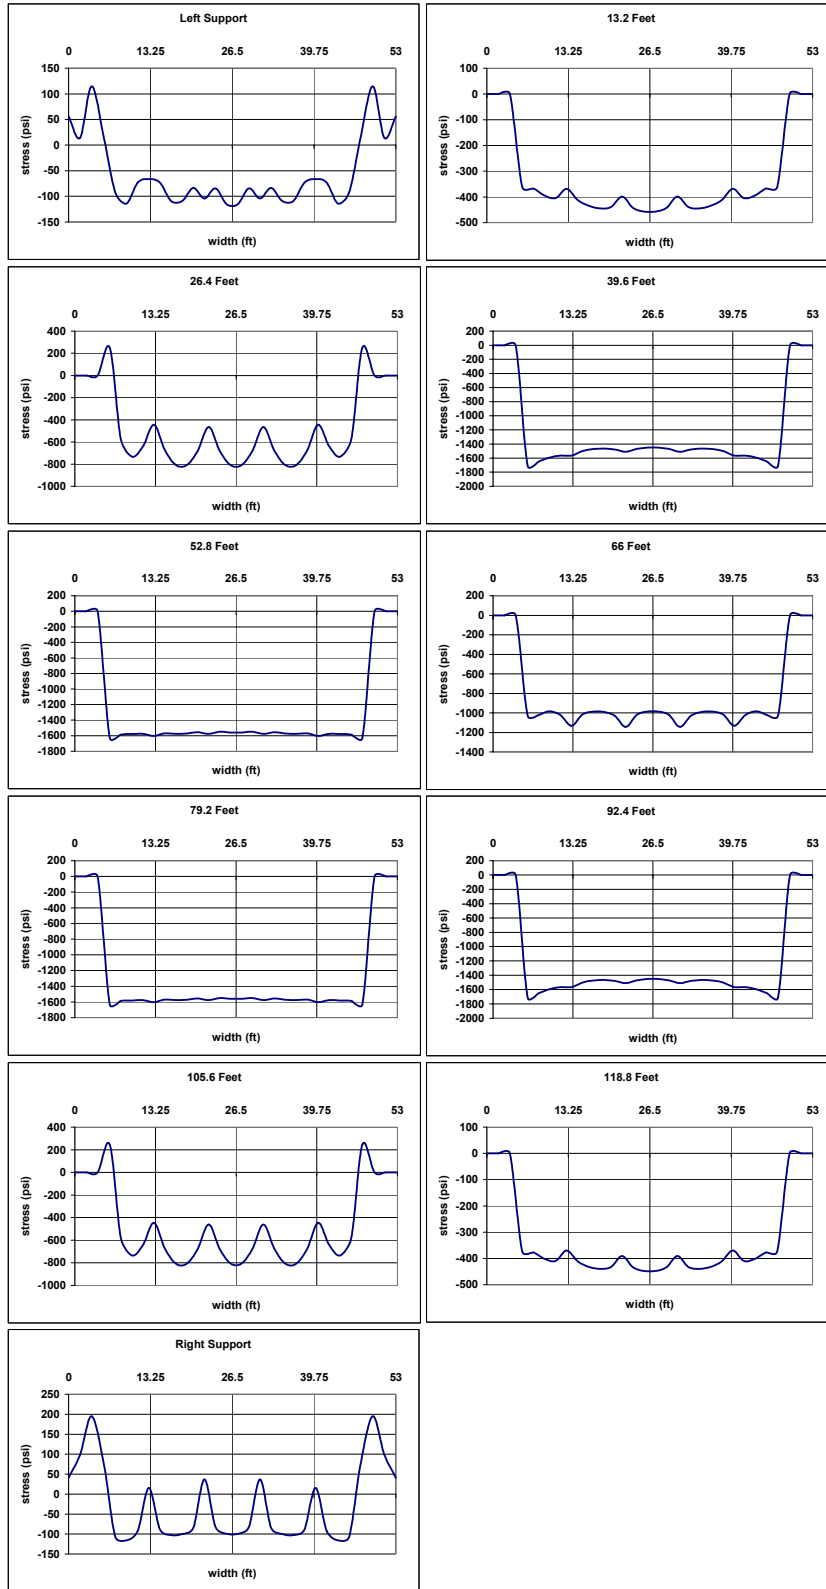 Left Support
0 13.25 26.5 39.75 53
150
100
50
0
-50
-100
-150
stress (psi)
width (ft)
13.2 Feet
0 13.25 26.5 39.75 53
100
0
-100
-200
-300
-400
-500
stress (psi)
width (ft)
26.4 Feet
0 13.25 26.5 39.75 53
400
200
0
-200
-400
-600
-800
-1000
stress (psi)
width (ft)
39.6 Feet
0 13.25 26.5 39.75 53
200
0
-200
-400
-600
-800
-1000
-1200
-1400
-1600
-1800
-2000
stress (psi)
width (ft)
52.8 Feet
0 13.25 26.5 39.75 53
200
0
-200
-400
-600
-800
-1000
-1200
-1400
-1600
-1800
stress (psi)
width (ft)
66 Feet
0 13.25 26.5 39.75 53
200
0
-200
-400
-600
-800
-1000
-1200
-1400
stress (psi)
width (ft)
79.2 Feet
0 13.25 26.5 39.75 53
200
0
-200
-400
-600
-800
-1000
-1200
-1400
-1600
-1800
stress (psi)
width (ft)
92.4 Feet
0 13.25 26.5 39.75 53
200
0
-200
-400
-600
-800
-1000
-1200
-1400
-1600
-1800
-2000
stress (psi)
width (ft)
105.6 Feet
0 13.25 26.5 39.75 53
400
200
0
-200
-400
-600
-800
-1000
stress (psi)
width (ft)
118.8 Feet
0 13.25 26.5 39.75 53
100
0
-100
-200
-300
-400
-500
stress (psi)
width (ft)
Right Support
0 13.25 26.5 39.75 53
250
200
150
100
50
0
-50
-100
-150
stress (psi)
width (ft)